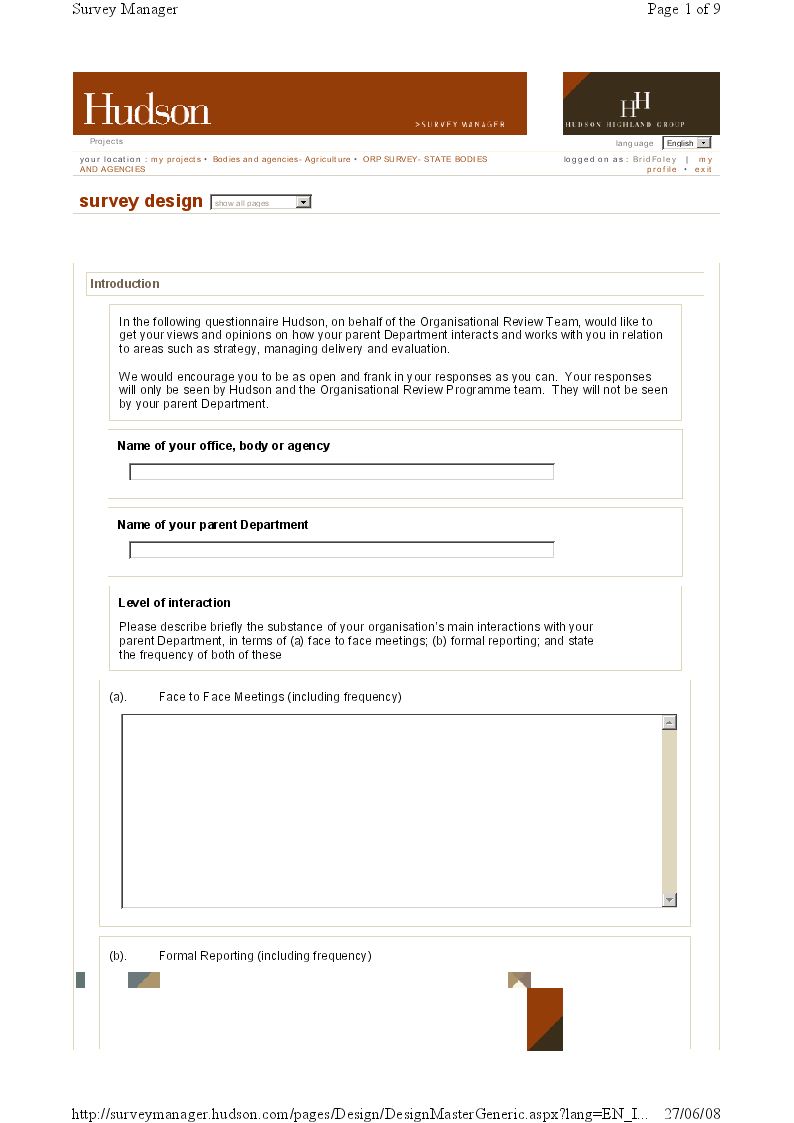 Survey Manager Page 1 of 9
Hudson
>SURVEY MANAGER
HH
HUDSON HIGHLAND GROUP
Projects
language English
your location : my projects • Bodies and agencies- Agriculture • ORP SURVEY- STATE BODIES
AND AGENCIES
logged on as : BridFoley | my
profile • exit
survey design show all pages
Introduction
In the following questionnaire Hudson, on behalf of the Organisational Review Team, would like to
get your views and opinions on how your parent Department interacts and works with you in relation
to areas such as strategy, managing delivery and evaluation.
We would encourage you to be as open and frank in your responses as you can. Your responses
will only be seen by Hudson and the Organisational Review Programme team. They will not be seen
by your parent Department.
Name of your office, body or agency
Name of your parent Department
Level of interaction
Please describe briefly the substance of your organisation's main interactions with your
parent Department, in terms of (a) face to face meetings; (b) formal reporting; and state
the frequency of both of these
(a). Face to Face Meetings (including frequency)
(b). Formal Reporting (including frequency)
http://surveymanager.hudson.com/pages/Design/DesignMasterGeneric.aspx?lang=EN_I... 27/06/08